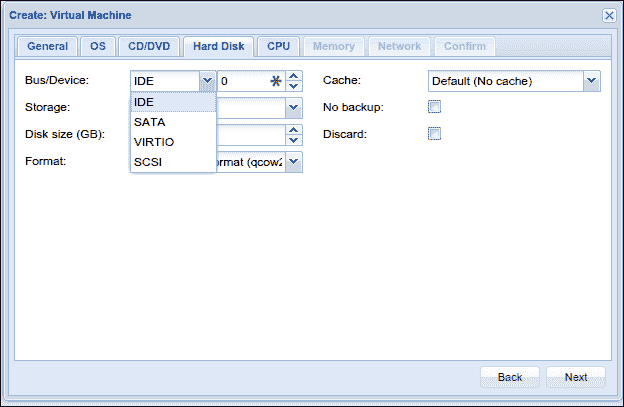 Create: Virtual Machine
General OS CD/DVD Hard Disk CPU Memory Network Confirm
Bus/Device: IDE 0 Cache: Default (No cache)
IDE
Storage: No backup:
SATA
Disk size (GB): Discard:
VIRTIO
Format: SCSI (qcow2
Back Next